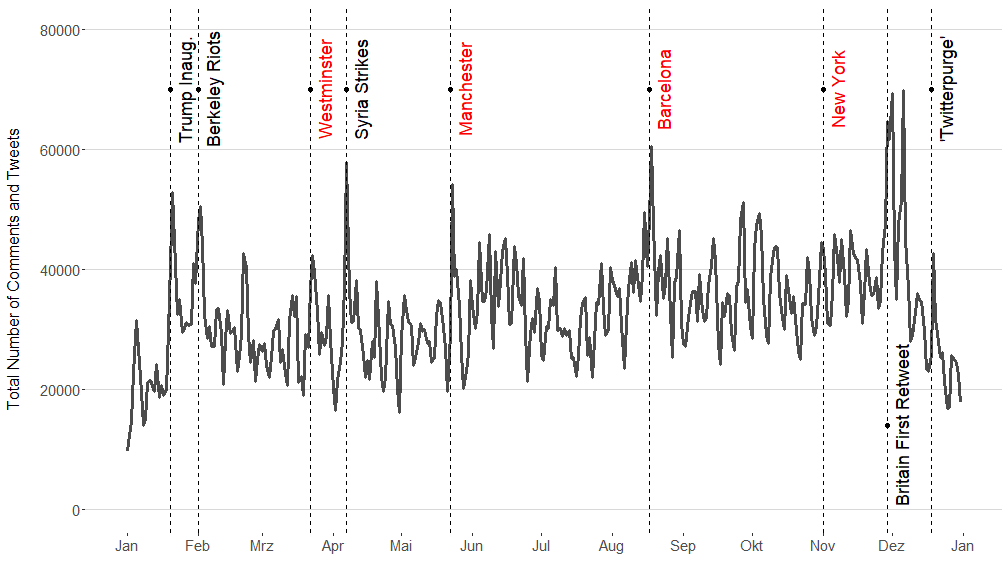 80000
60000
40000
20000
0
Total Number of Comments and Tweets
Trump Inaug.
Berkeley Riots
Westminster
Syria Strikes
Manchester
Barcelona
New York
Britain First Retweet
'Twitterpurge'
Jan Feb Mrz Apr Mai Jun Jul Aug Sep Okt Nov Dez Jan